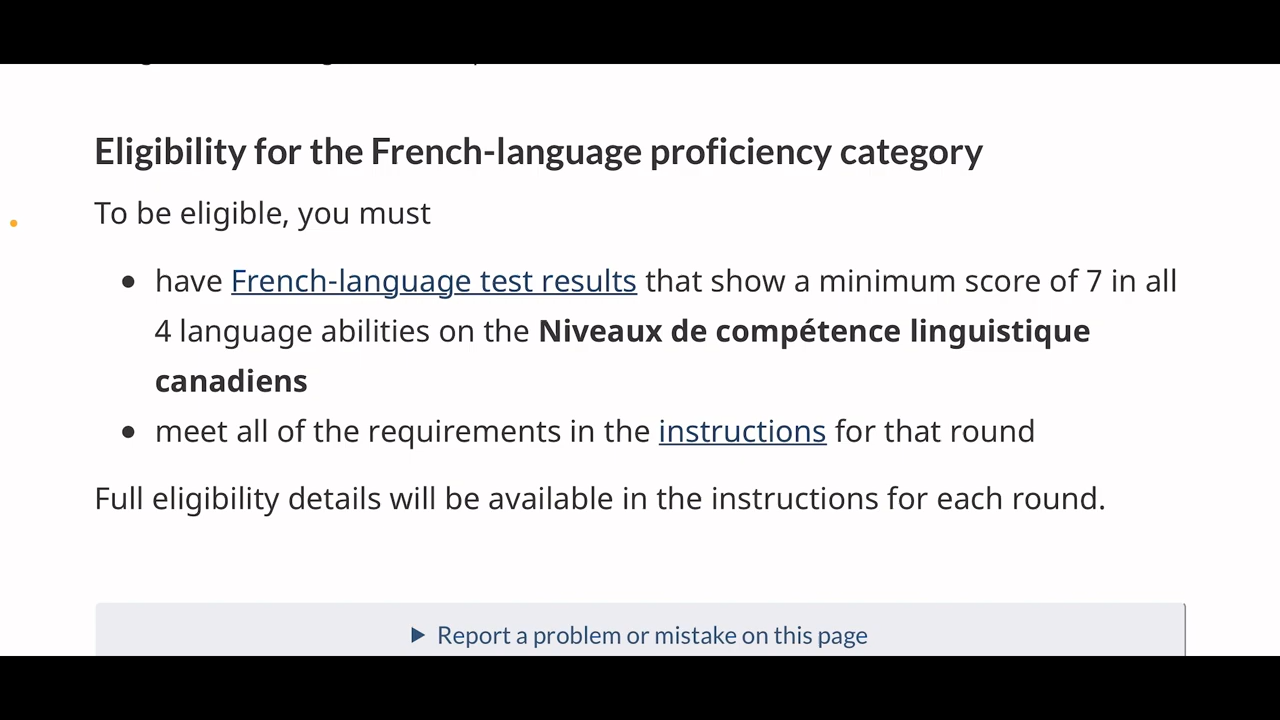 Eligibility for the French-language proficiency category
To be eligible, you must
have French-language test results that show a minimum score of 7 in all
4 language abilities on the Niveaux de compétence linguistique
canadiens
meet all of the requirements in the instructions for that round
Full eligibility details will be available in the instructions for each round.
Report a problem or mistake on this page